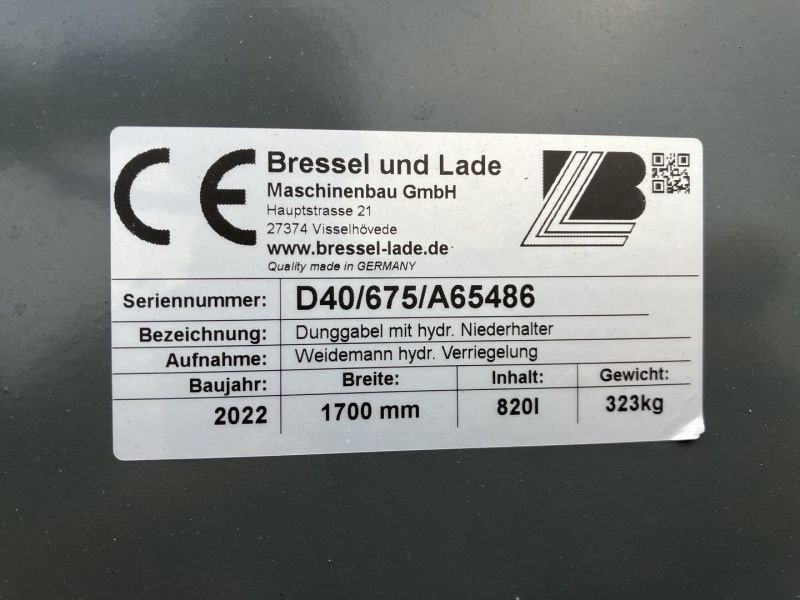 CE
Bressel und Lade
Maschinenbau GmbH
Hauptstrasse 21
27374 Visselhövede
www.bressel-lade.de
Quality made in GERMANY
LB
Seriennummer: D40/675/A65486
Bezeichnung: Dunggabel mit hydr. Niederhalter
Aufnahme: Weidemann hydr. Verriegelung
Baujahr: Breite: Inhalt: Gewicht:
2022 1700 mm 820l 323kg